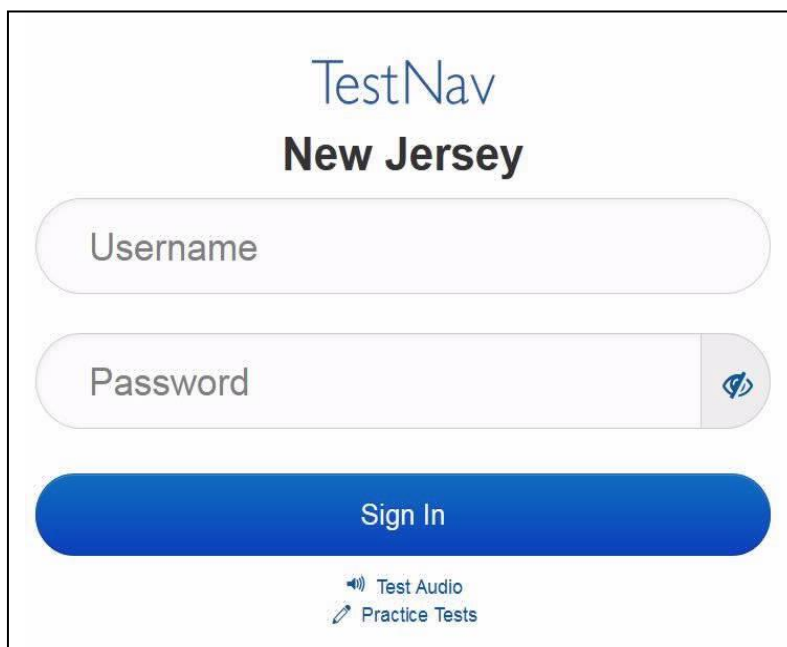 TestNav
New Jersey
Username
Password
Sign In
Test Audio
Practice Tests